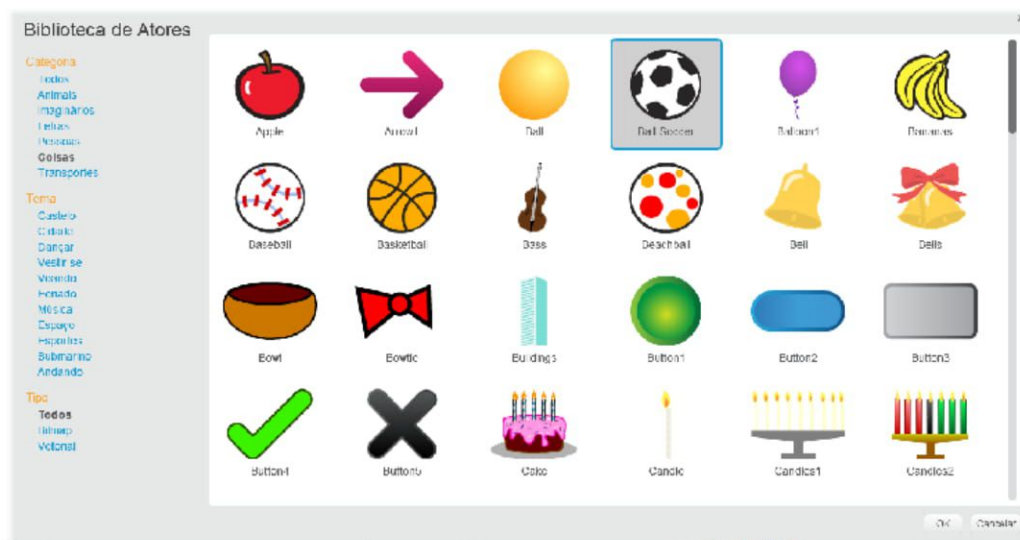 Biblioteca de Atores
Categoria
Todos
Animais
Imaginários
Letras
Pessoas
Coisas
Transportes
Tema
Castelo
Cidade
Dançar
Vestir se
Voando
Feriado
Música
Espaço
Esportes
Submarino
Andando
Tipo
Todos
Bitmap
Vetorial
Apple
Arrow1
Ball
Ball Soccer
Balloon1
Bananas
Baseball
Basketball
Bass
Beachball
Bell
Bells
Bowl
Bowtie
Buildings
Button1
Button2
Button3
Button4
Button5
Cake
Candle
Candles1
Candles2
OK
Cancelar